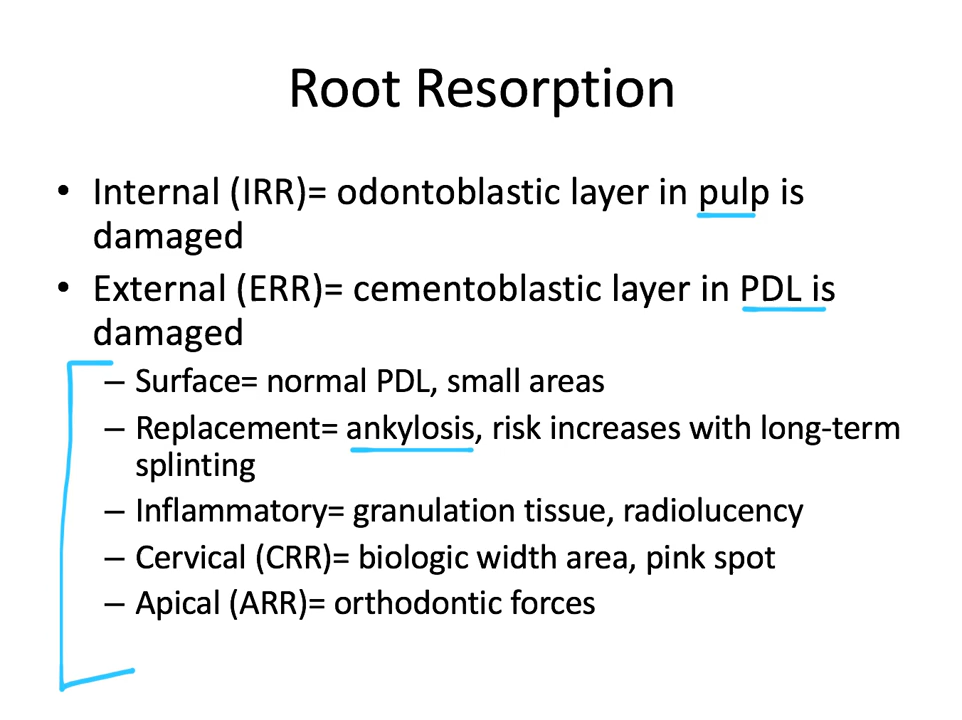 Root Resorption
• Internal (IRR)= odontoblastic layer in pulp is
damaged
• External (ERR)= cementoblastic layer in PDL is
damaged
– Surface= normal PDL, small areas
– Replacement= ankylosis, risk increases with long-term
splinting
– Inflammatory= granulation tissue, radiolucency
– Cervical (CRR)= biologic width area, pink spot
– Apical (ARR)= orthodontic forces